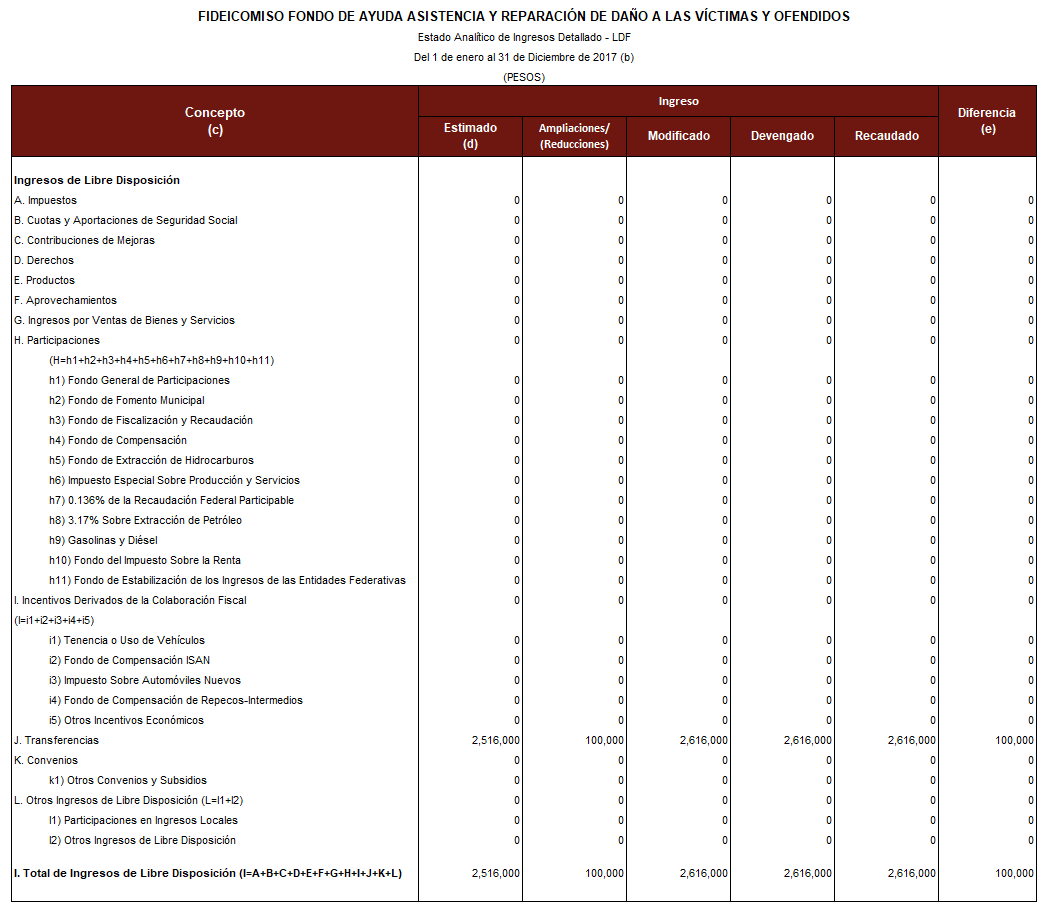 FIDEICOMISO FONDO DE AYUDA ASISTENCIA Y REPARACIÓN DE DAÑO A LAS VÍCTIMAS Y OFENDIDOS
Estado Analítico de Ingresos Detallado - LDF
Del 1 de enero al 31 de Diciembre de 2017 (b)
(PESOS)
Concepto
(c)
Ingreso
Diferencia
(e)
Estimado
(d)
Ampliaciones/
(Reducciones)
Modificado
Devengado
Recaudado
Ingresos de Libre Disposición
A. Impuestos 0 0 0 0 0 0
B. Cuotas y Aportaciones de Seguridad Social 0 0 0 0 0 0
C. Contribuciones de Mejoras 0 0 0 0 0 0
D. Derechos 0 0 0 0 0 0
E. Productos 0 0 0 0 0 0
F. Aprovechamientos 0 0 0 0 0 0
G. Ingresos por Ventas de Bienes y Servicios 0 0 0 0 0 0
H. Participaciones 0 0 0 0 0 0
(H=h1+h2+h3+h4+h5+h6+h7+h8+h9+h10+h11)
h1) Fondo General de Participaciones 0 0 0 0 0 0
h2) Fondo de Fomento Municipal 0 0 0 0 0 0
h3) Fondo de Fiscalización y Recaudación 0 0 0 0 0 0
h4) Fondo de Compensación 0 0 0 0 0 0
h5) Fondo de Extracción de Hidrocarburos 0 0 0 0 0 0
h6) Impuesto Especial Sobre Producción y Servicios 0 0 0 0 0 0
h7) 0.136% de la Recaudación Federal Participable 0 0 0 0 0 0
h8) 3.17% Sobre Extracción de Petróleo 0 0 0 0 0 0
h9) Gasolinas y Diésel 0 0 0 0 0 0
h10) Fondo del Impuesto Sobre la Renta 0 0 0 0 0 0
h11) Fondo de Estabilización de los Ingresos de las Entidades Federativas 0 0 0 0 0 0
I. Incentivos Derivados de la Colaboración Fiscal 0 0 0 0 0 0
(I=i1+i2+i3+i4+i5)
i1) Tenencia o Uso de Vehículos 0 0 0 0 0 0
i2) Fondo de Compensación ISAN 0 0 0 0 0 0
i3) Impuesto Sobre Automóviles Nuevos 0 0 0 0 0 0
i4) Fondo de Compensación de Repecos-Intermedios 0 0 0 0 0 0
i5) Otros Incentivos Económicos 0 0 0 0 0 0
J. Transferencias 2,516,000 100,000 2,616,000 2,616,000 2,616,000 100,000
K. Convenios 0 0 0 0 0 0
k1) Otros Convenios y Subsidios 0 0 0 0 0 0
L. Otros Ingresos de Libre Disposición (L=l1+l2) 0 0 0 0 0 0
l1) Participaciones en Ingresos Locales 0 0 0 0 0 0
l2) Otros Ingresos de Libre Disposición 0 0 0 0 0 0
I. Total de Ingresos de Libre Disposición (I=A+B+C+D+E+F+G+H+I+J+K+L) 2,516,000 100,000 2,616,000 2,616,000 2,616,000 100,000